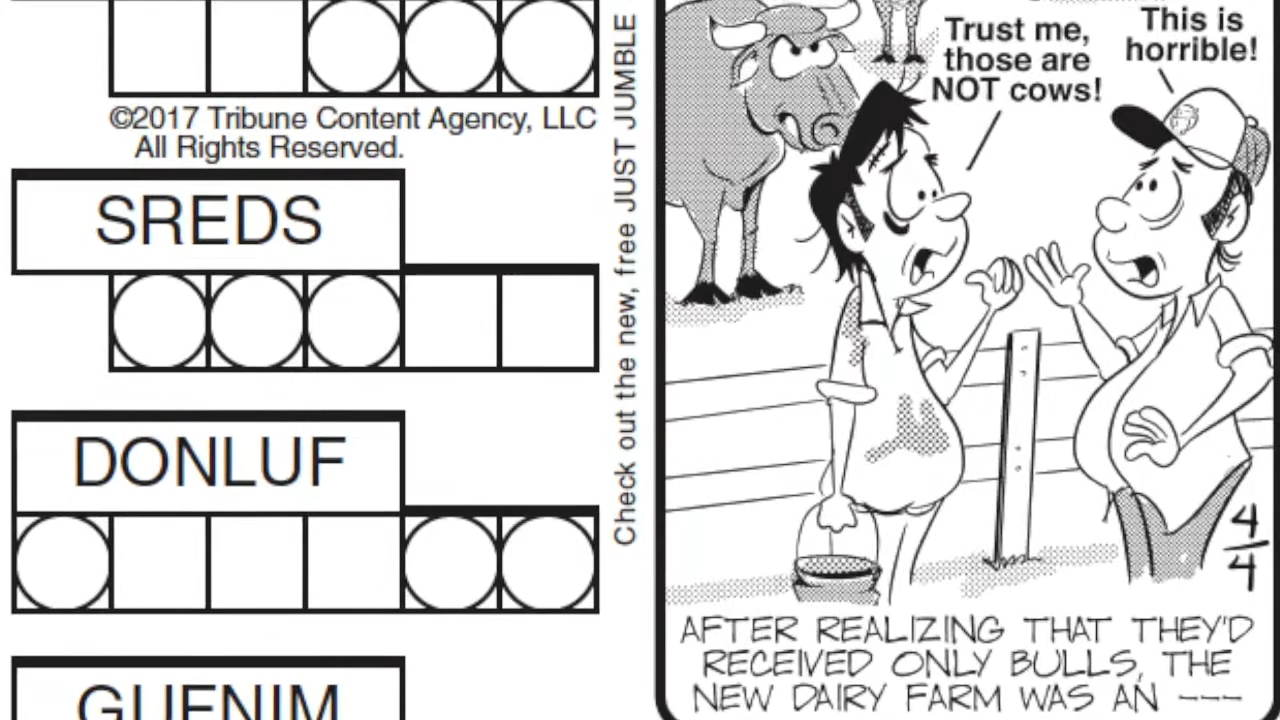 ©2017 Tribune Content Agency, LLC
All Rights Reserved.
SREDS
DONLUF
GUENIM
Check out the new, free JUST JUMBLE
Trust me,
those are
NOT cows!
This is
horrible!
4
4
AFTER REALIZING THAT THEY'D
RECEIVED ONLY BULLS, THE
NEW DAIRY FARM WAS AN ---